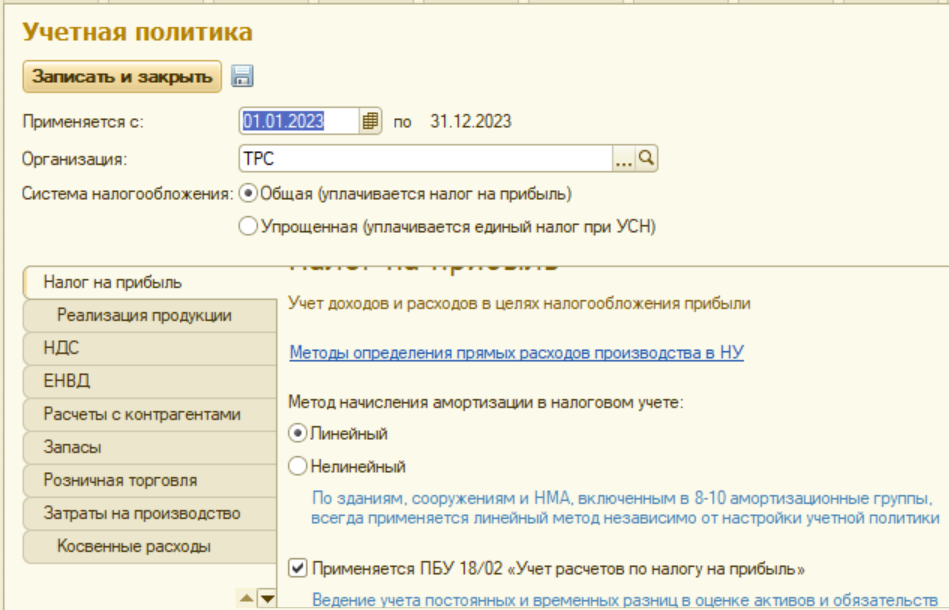 Учетная политика
Записать и закрыть
Применяется с: 01.01.2023 по 31.12.2023
Организация: ТРС ...
Система налогообложения: Общая (уплачивается налог на прибыль)
Упрощенная (уплачивается единый налог при УСН)
Налог на прибыль
Реализация продукции
НДС
ЕНВД
Расчеты с контрагентами
Запасы
Розничная торговля
Затраты на производство
Косвенные расходы
Налог на прибыль
Учет доходов и расходов в целях налогообложения прибыли
Методы определения прямых расходов производства в НУ
Метод начисления амортизации в налоговом учете:
Линейный
Нелинейный
По зданиям, сооружениям и НМА, включенным в 8-10 амортизационные группы,
всегда применяется линейный метод независимо от настройки учетной политики
Применяется ПБУ 18/02 «Учет расчетов по налогу на прибыль»
Ведение учета постоянных и временных разниц в оценке активов и обязательств